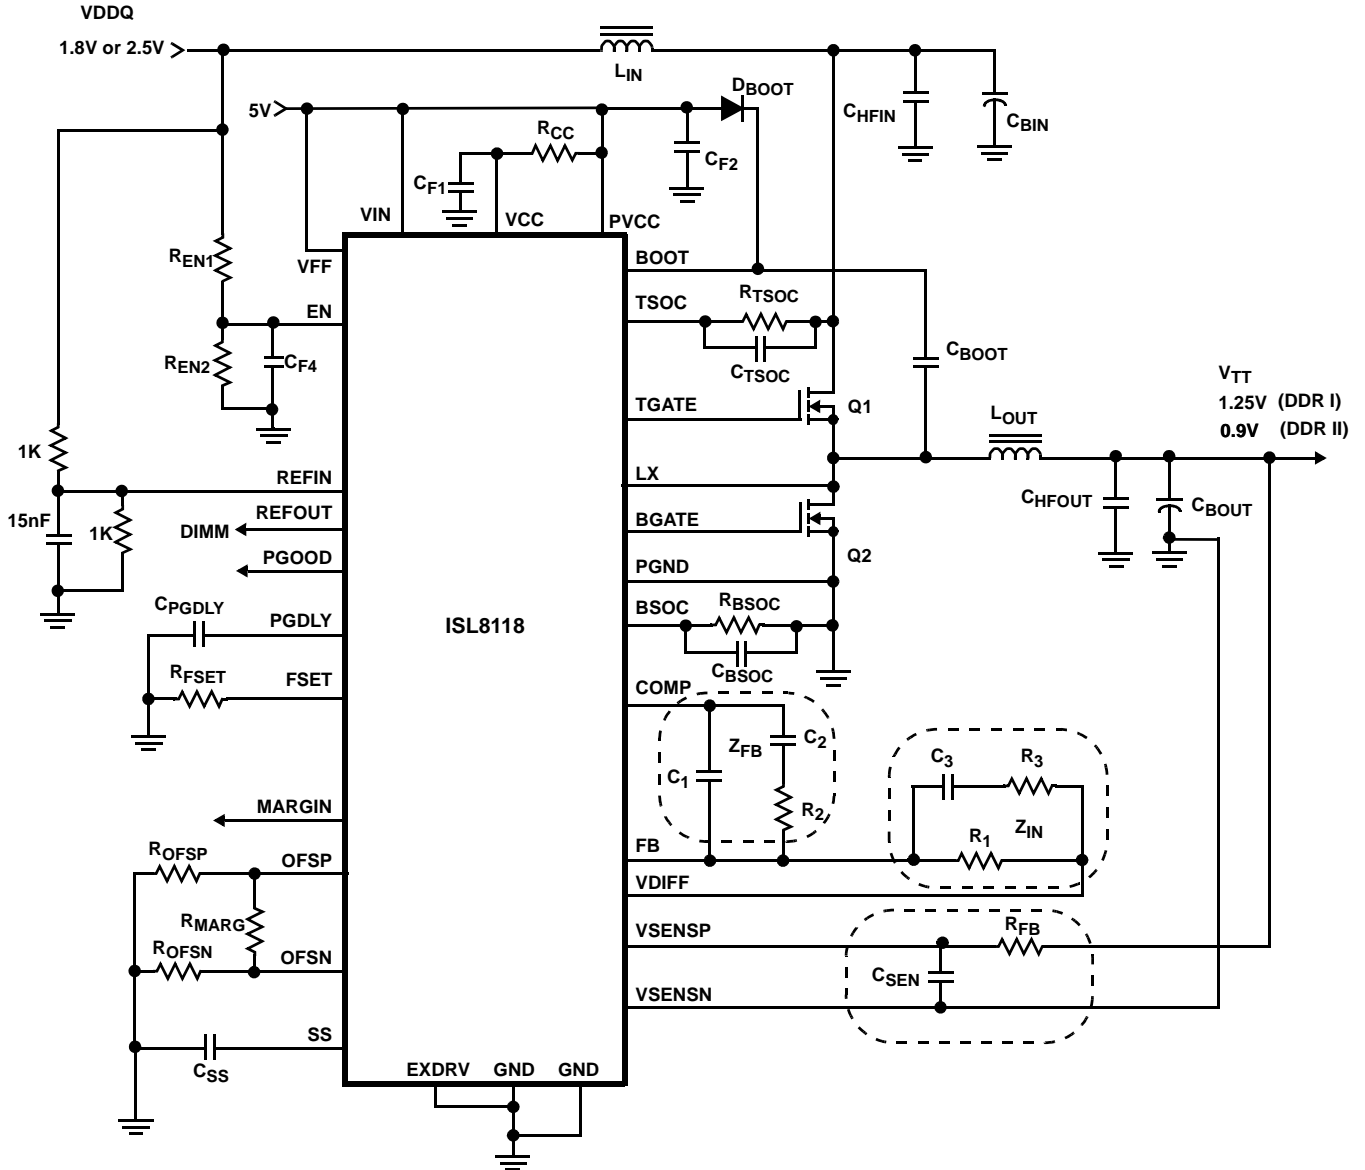 VDDQ
1.8V or 2.5V
LIN
5V
DBOOT
CHFIN
CBIN
RCC
CF1
CF2
VIN
VCC
PVCC
VFF
REN1
EN
REN2
CF4
BOOT
TSOC
RTSOC
CTSOC
CBOOT
TGATE
Q1
VTT
1.25V (DDR I)
0.9V (DDR II)
LOUT
1K
REFIN
LX
15nF
1K
REFOUT
DIMM
BGATE
CHFOUT
CBOUT
PGOOD
Q2
PGND
CPGDLY
PGDLY
ISL8118
BSOC
RBSOC
CBSOC
RFSET
FSET
COMP
ZFB
C2
C1
R2
C3
R3
R1
ZIN
MARGIN
FB
ROFSP
OFSP
VDIFF
RMARG
VSENSP
RFB
ROFSN
OFSN
CSEN
VSENSN
SS
CSS
EXDRV
GND
GND